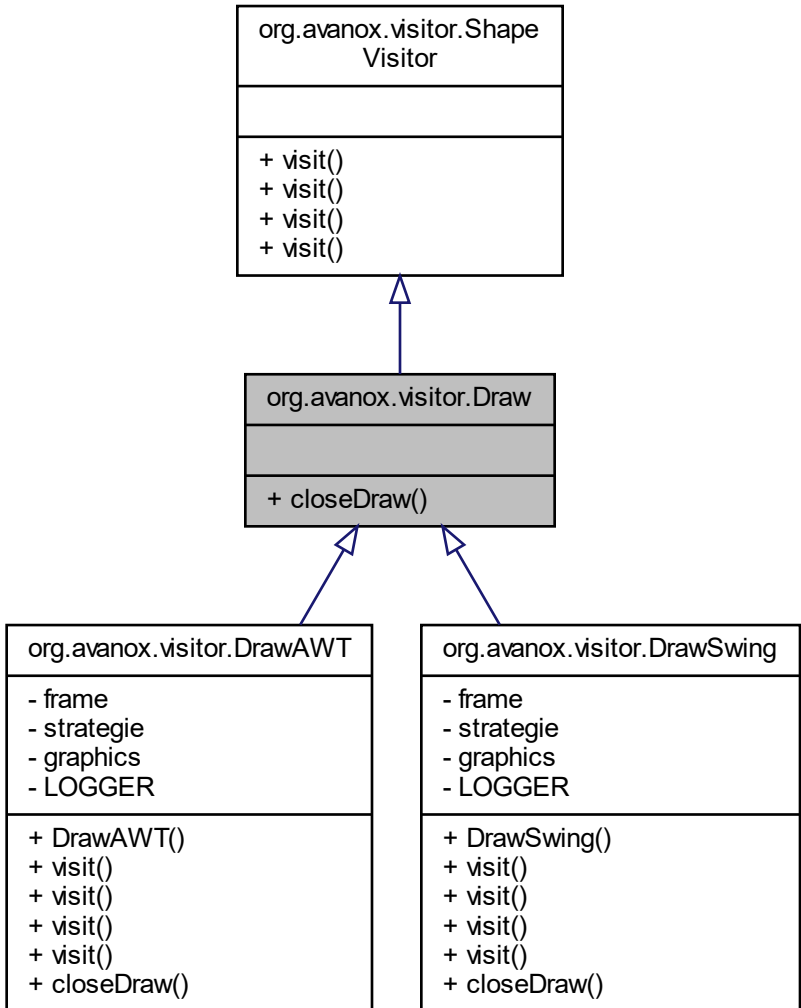 org.avanox.visitor.Shape
Visitor
+ visit()
+ visit()
+ visit()
+ visit()
org.avanox.visitor.Draw
+ closeDraw()
org.avanox.visitor.DrawAWT
- frame
- strategie
- graphics
- LOGGER
+ DrawAWT()
+ visit()
+ visit()
+ visit()
+ visit()
+ closeDraw()
org.avanox.visitor.DrawSwing
- frame
- strategie
- graphics
- LOGGER
+ DrawSwing()
+ visit()
+ visit()
+ visit()
+ visit()
+ closeDraw()